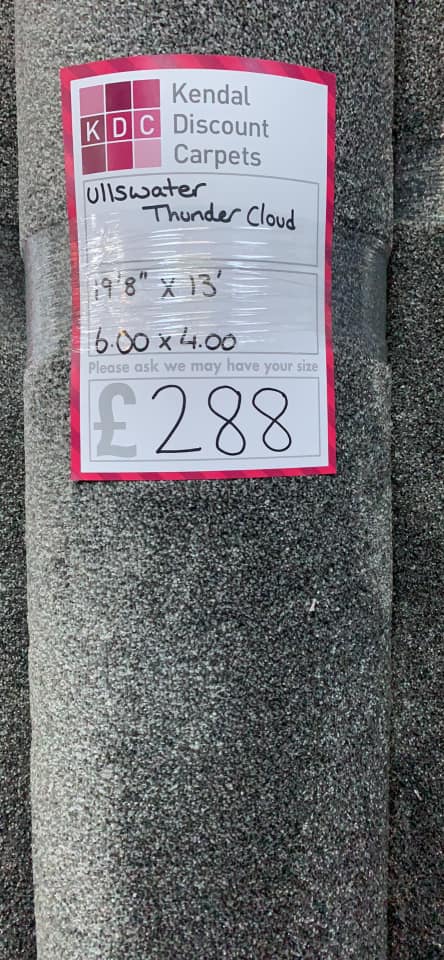 KDC
Kendal
Discount
Carpets
Ullswater
Thunder Cloud
19'8" x 13'
6.00 x 4.00
Please ask we may have your size
£288